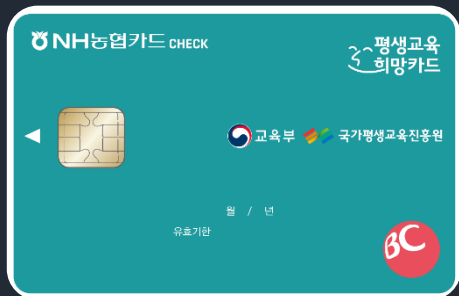 NH농협카드 CHECK
평생교육
희망카드
교육부 국가평생교육진흥원
월 / 년
유효기한
BC